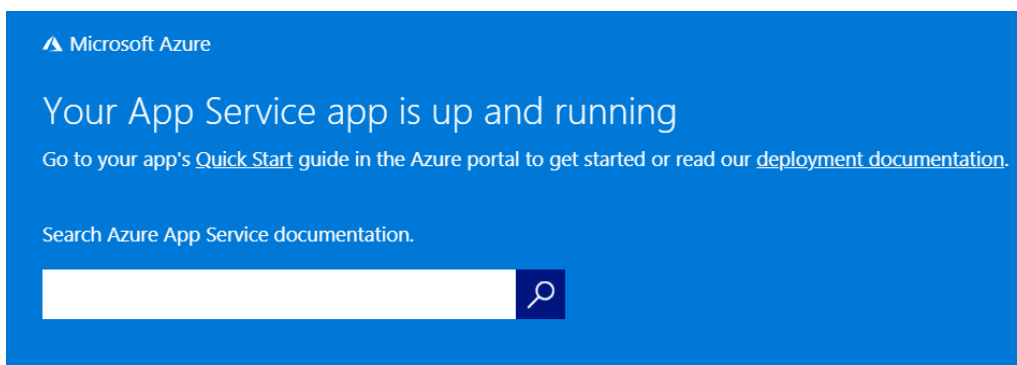 Microsoft Azure
Your App Service app is up and running
Go to your app's Quick Start guide in the Azure portal to get started or read our deployment documentation.
Search Azure App Service documentation.